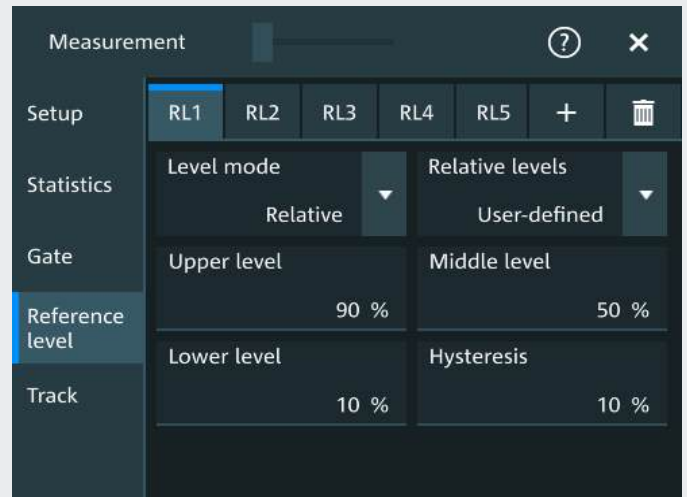 Measurement ?
Setup RL1 RL2 RL3 RL4 RL5 +
Level mode Relative levels
Statistics
Relative User-defined
Gate Upper level Middle level
90 % 50 %
Reference
level
Lower level Hysteresis
Track
10 % 10 %